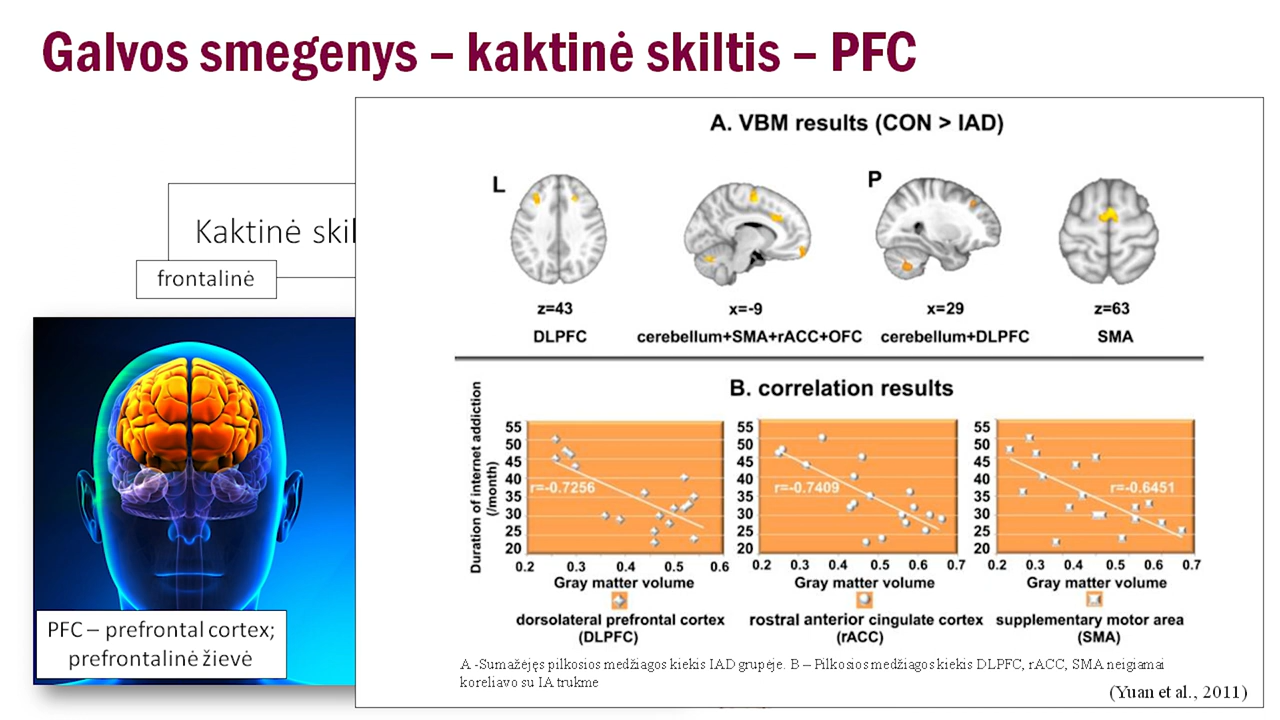 Galvos smegenys – kaktinė skiltis – PFC
Kaktinė skil
frontalinė
PFC – prefrontal cortex;
prefrontalinė žievė
A. VBM results (CON > IAD)
L
P
z=43
x=-9
x=29
z=63
DLPFC
cerebellum+SMA+rACC+OFC
cerebellum+DLPFC
SMA
B. correlation results
Duration of internet addiction
(/month)
55
50
45
40
35
30
25
20
r=-0.7256
0.2 0.3 0.4 0.5 0.6
Gray matter volume
dorsolateral prefrontal cortex
(DLPFC)
55
50
45
40
35
30
25
20
r=-0.7409
0.2 0.3 0.4 0.5 0.6 0.7
Gray matter volume
rostral anterior cingulate cortex
(rACC)
55
50
45
40
35
30
25
20
r=-0.6451
0.2 0.3 0.4 0.5 0.6 0.7
Gray matter volume
supplementary motor area
(SMA)
A -Sumažėjęs pilkosios medžiagos kiekis IAD grupėje. B – Pilkosios medžiagos kiekis DLPFC, rACC, SMA neigiamai
koreliavo su IA trukme
(Yuan et al., 2011)